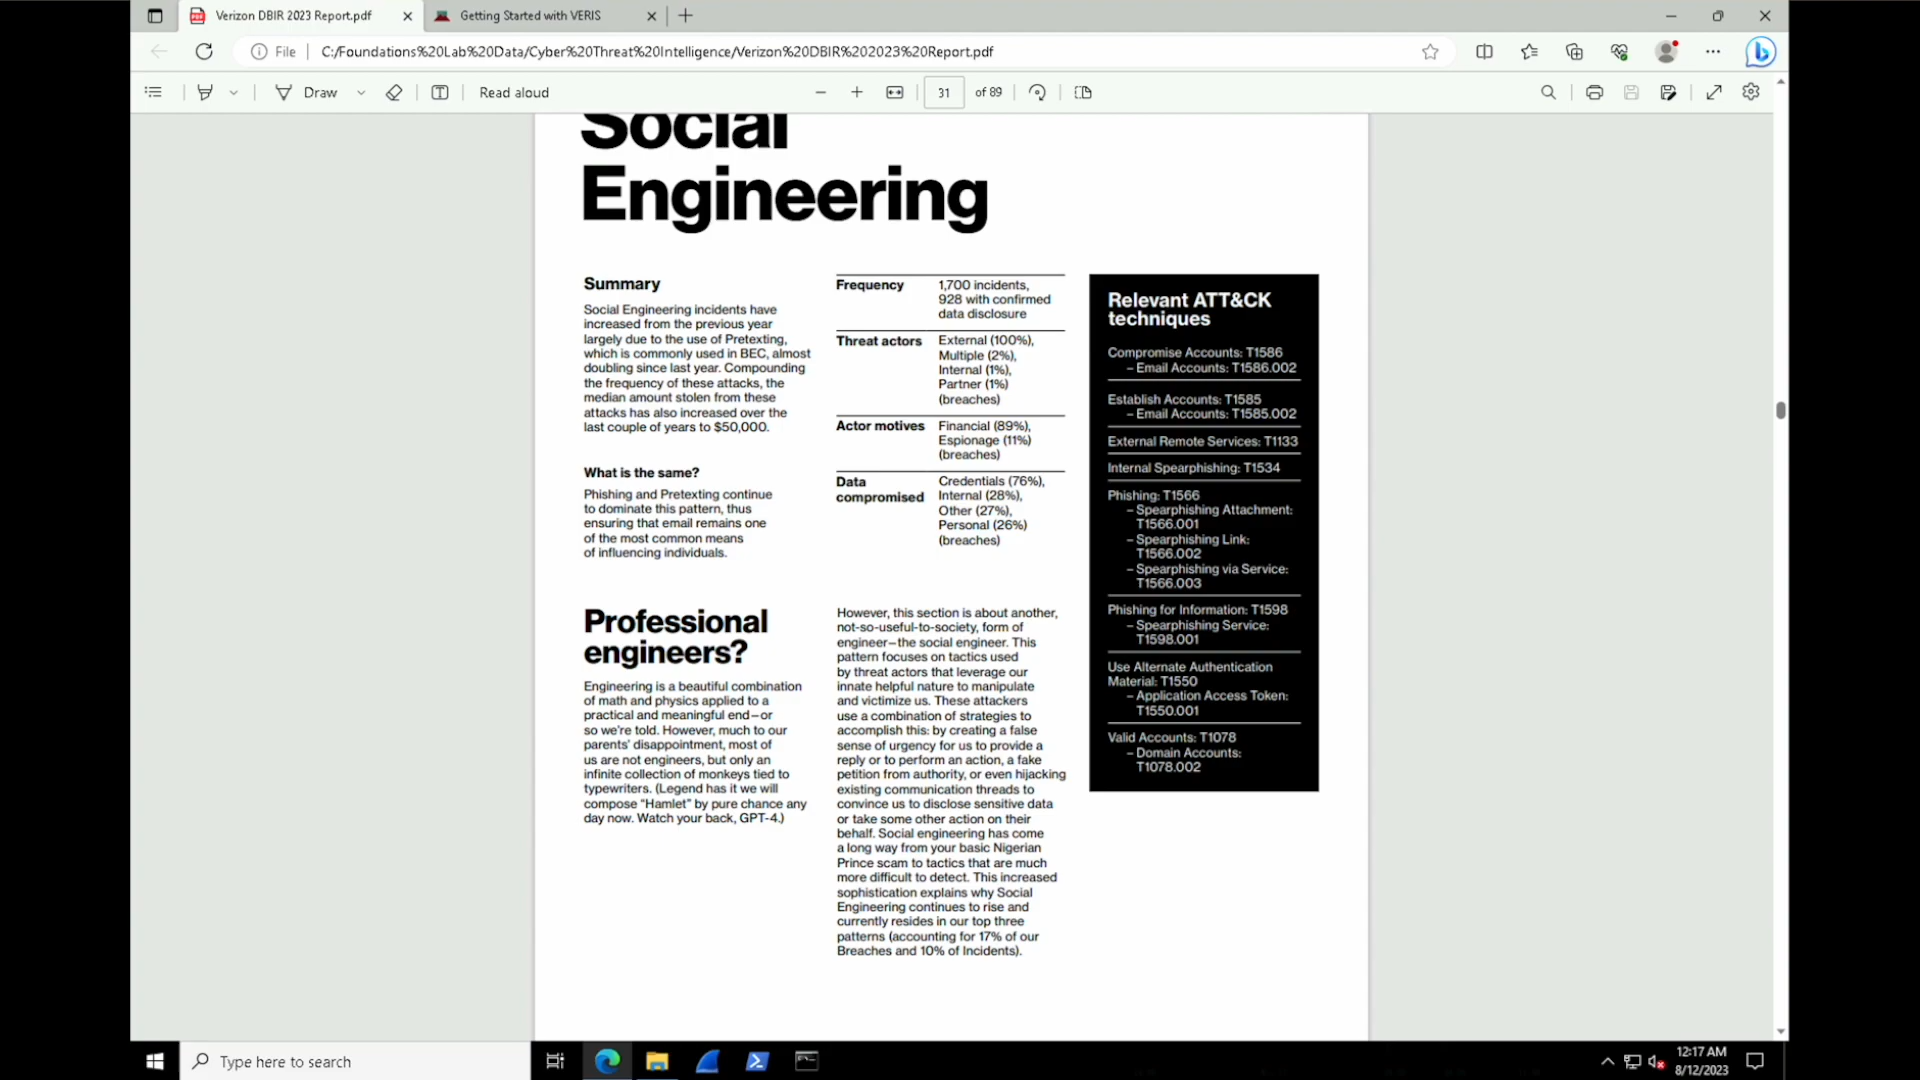 Verizon DBIR 2023 Report.pdf
Getting Started with VERIS
File
C:/Foundations%20Lab%20Data/Cyber%20Threat%20Intelligence/Verizon%20DBIR%202023%20Report.pdf
Draw
Read aloud
31
of 89
Social
Engineering
Summary
Social Engineering incidents have
increased from the previous year
largely due to the use of Pretexting,
which is commonly used in BEC, almost
doubling since last year. Compounding
the frequency of these attacks, the
median amount stolen from these
attacks has also increased over the
last couple of years to $50,000.
What is the same?
Phishing and Pretexting continue
to dominate this pattern, thus
ensuring that email remains one
of the most common means
of influencing individuals.
Frequency
1,700 incidents,
928 with confirmed
data disclosure
Threat actors
External (100%),
Multiple (2%),
Internal (1%),
Partner (1%)
(breaches)
Actor motives
Financial (89%),
Espionage (11%)
(breaches)
Data
compromised
Credentials (76%),
Internal (28%),
Other (27%),
Personal (26%)
(breaches)
Professional
engineers?
Engineering is a beautiful combination
of math and physics applied to a
practical and meaningful end—or
so we're told. However, much to our
parents' disappointment, most of
us are not engineers, but only an
infinite collection of monkeys tied to
typewriters. (Legend has it we will
compose "Hamlet" by pure chance any
day now. Watch your back, GPT-4.)
However, this section is about another,
not-so-useful-to-society, form of
engineer—the social engineer. This
pattern focuses on tactics used
by threat actors that leverage our
innate helpful nature to manipulate
and victimize us. These attackers
use a combination of strategies to
accomplish this: by creating a false
sense of urgency for us to provide a
reply or to perform an action, a fake
petition from authority, or even hijacking
existing communication threads to
convince us to disclose sensitive data
or take some other action on their
behalf. Social engineering has come
a long way from your basic Nigerian
Prince scam to tactics that are much
more difficult to detect. This increased
sophistication explains why Social
Engineering continues to rise and
currently resides in our top three
patterns (accounting for 17% of our
Breaches and 10% of Incidents).
Relevant ATT&CK
techniques
Compromise Accounts: T1586
– Email Accounts: T1586.002
Establish Accounts: T1585
– Email Accounts: T1585.002
External Remote Services: T1133
Internal Spearphishing: T1534
Phishing: T1566
– Spearphishing Attachment:
T1566.001
– Spearphishing Link:
T1566.002
– Spearphishing via Service:
T1566.003
Phishing for Information: T1598
– Spearphishing Service:
T1598.001
Use Alternate Authentication
Material: T1550
– Application Access Token:
T1550.001
Valid Accounts: T1078
– Domain Accounts:
T1078.002
Type here to search
12:17 AM
8/12/2023